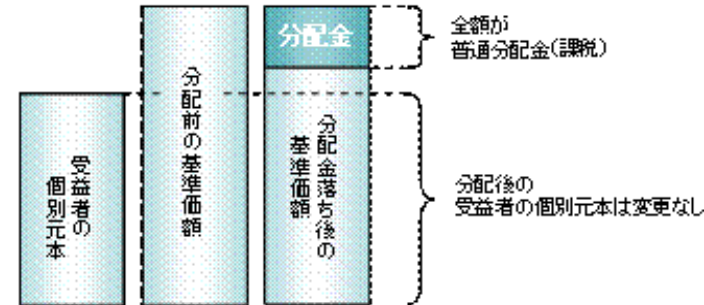 受益者の
個別元本
分配前の基準価額
分配金
分配金落ち後の
基準価額
全額が
普通分配金(課税)
分配後の
受益者の個別元本は変更なし